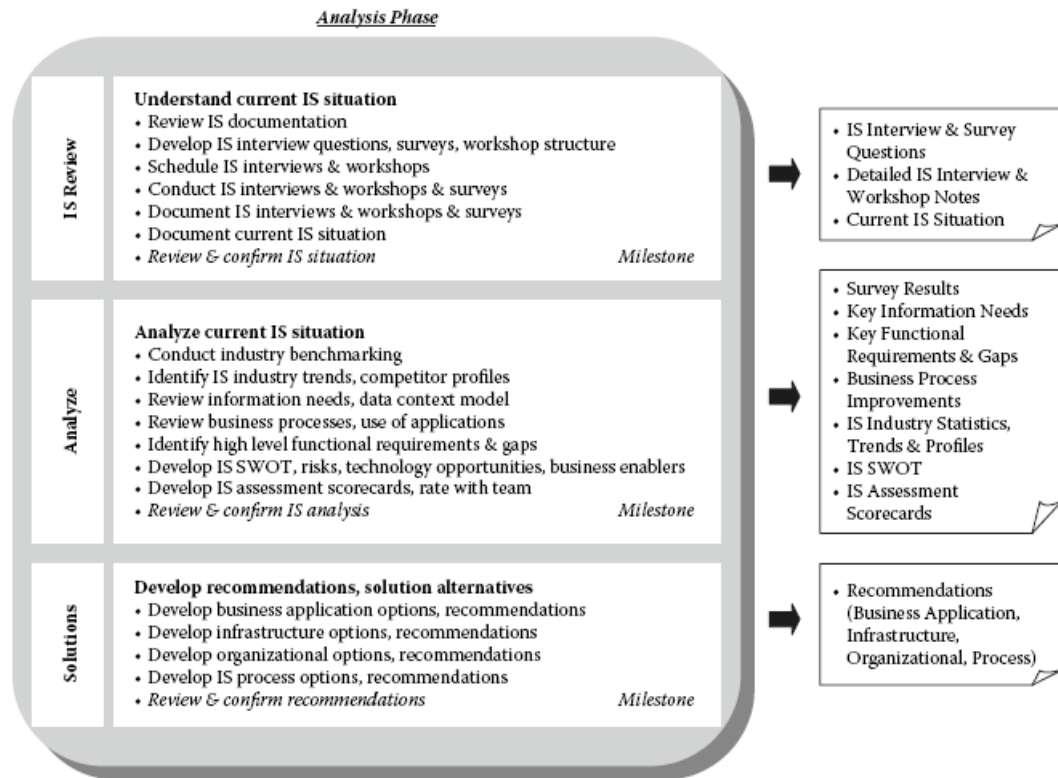 Analysis Phase
IS Review
Understand current IS situation
• Review IS documentation
• Develop IS interview questions, surveys, workshop structure
• Schedule IS interviews & workshops
• Conduct IS interviews & workshops & surveys
• Document IS interviews & workshops & surveys
• Document current IS situation
• Review & confirm IS situation Milestone
• IS Interview & Survey
Questions
• Detailed IS Interview &
Workshop Notes
• Current IS Situation
Analyze
Analyze current IS situation
• Conduct industry benchmarking
• Identify IS industry trends, competitor profiles
• Review information needs, data context model
• Review business processes, use of applications
• Identify high level functional requirements & gaps
• Develop IS SWOT, risks, technology opportunities, business enablers
• Develop IS assessment scorecards, rate with team
• Review & confirm IS analysis Milestone
• Survey Results
• Key Information Needs
• Key Functional
Requirements & Gaps
• Business Process
Improvements
• IS Industry Statistics,
Trends & Profiles
• IS SWOT
• IS Assessment
Scorecards
Solutions
Develop recommendations, solution alternatives
• Develop business application options, recommendations
• Develop infrastructure options, recommendations
• Develop organizational options, recommendations
• Develop IS process options, recommendations
• Review & confirm recommendations Milestone
• Recommendations
(Business Application,
Infrastructure,
Organizational, Process)